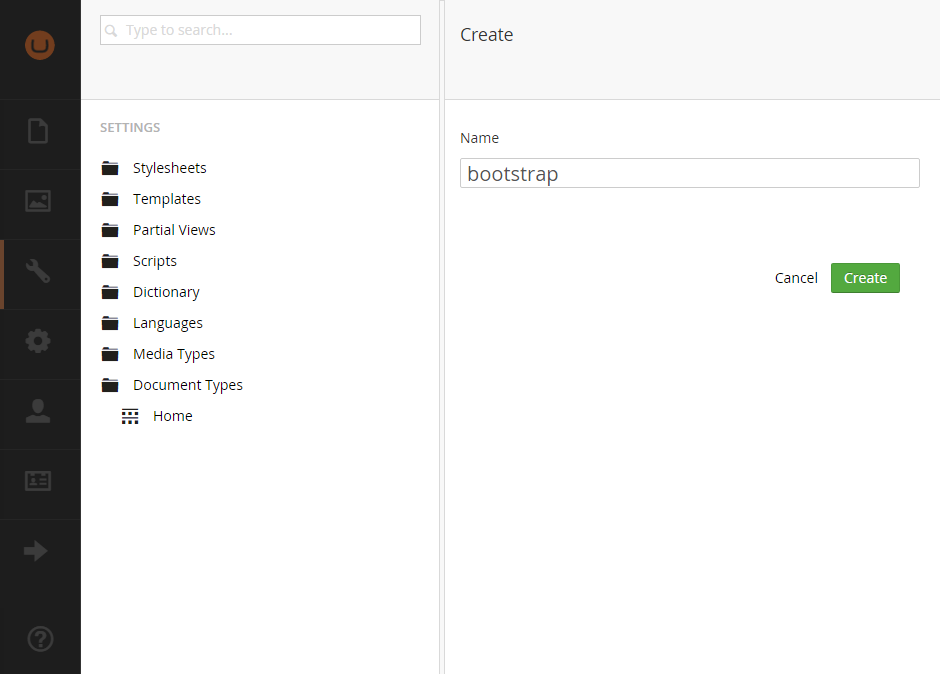 Type to search...
Create
SETTINGS
Stylesheets
Templates
Partial Views
Scripts
Dictionary
Languages
Media Types
Document Types
Home
Name
bootstrap
Cancel Create